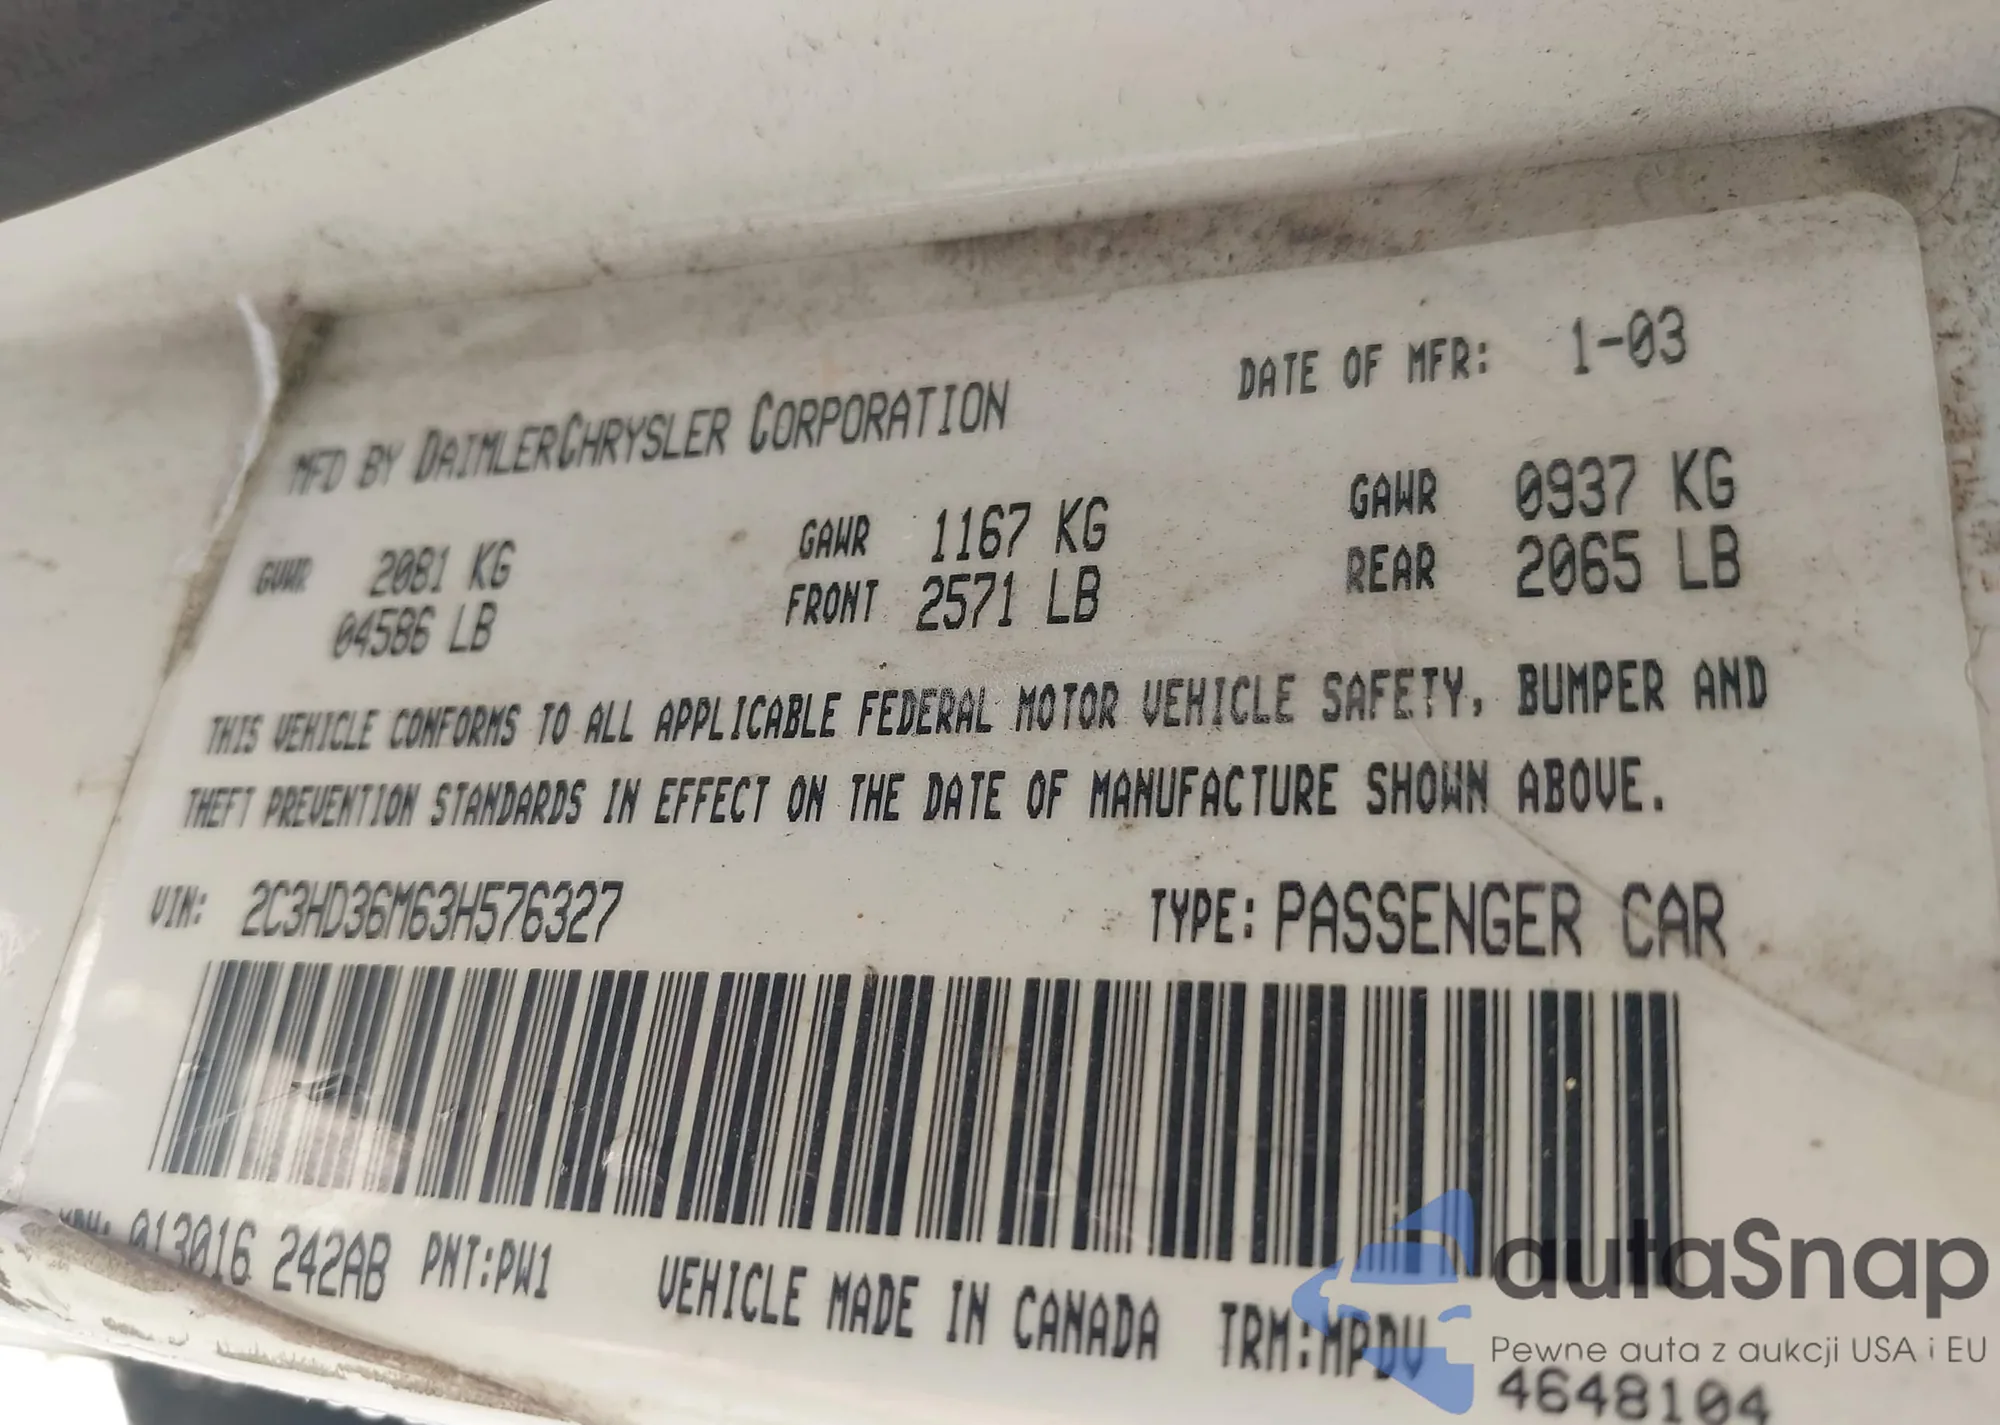 MFD BY DAIMLERCHRYSLER CORPORATION DATE OF MFR: 1-03
GVWR 2081 KG GAWR 1167 KG GAWR 0937 KG
04586 LB FRONT 2571 LB REAR 2065 LB
THIS VEHICLE CONFORMS TO ALL APPLICABLE FEDERAL MOTOR VEHICLE SAFETY, BUMPER AND
THEFT PREVENTION STANDARDS IN EFFECT ON THE DATE OF MANUFACTURE SHOWN ABOVE.
VIN: 2C3HD36M63H576327 TYPE: PASSENGER CAR
MDH: 013016 242AB PNT:PW1 VEHICLE MADE IN CANADA TRM:MPDV
4648104
autaSnap
Pewne auta z aukcji USA i EU